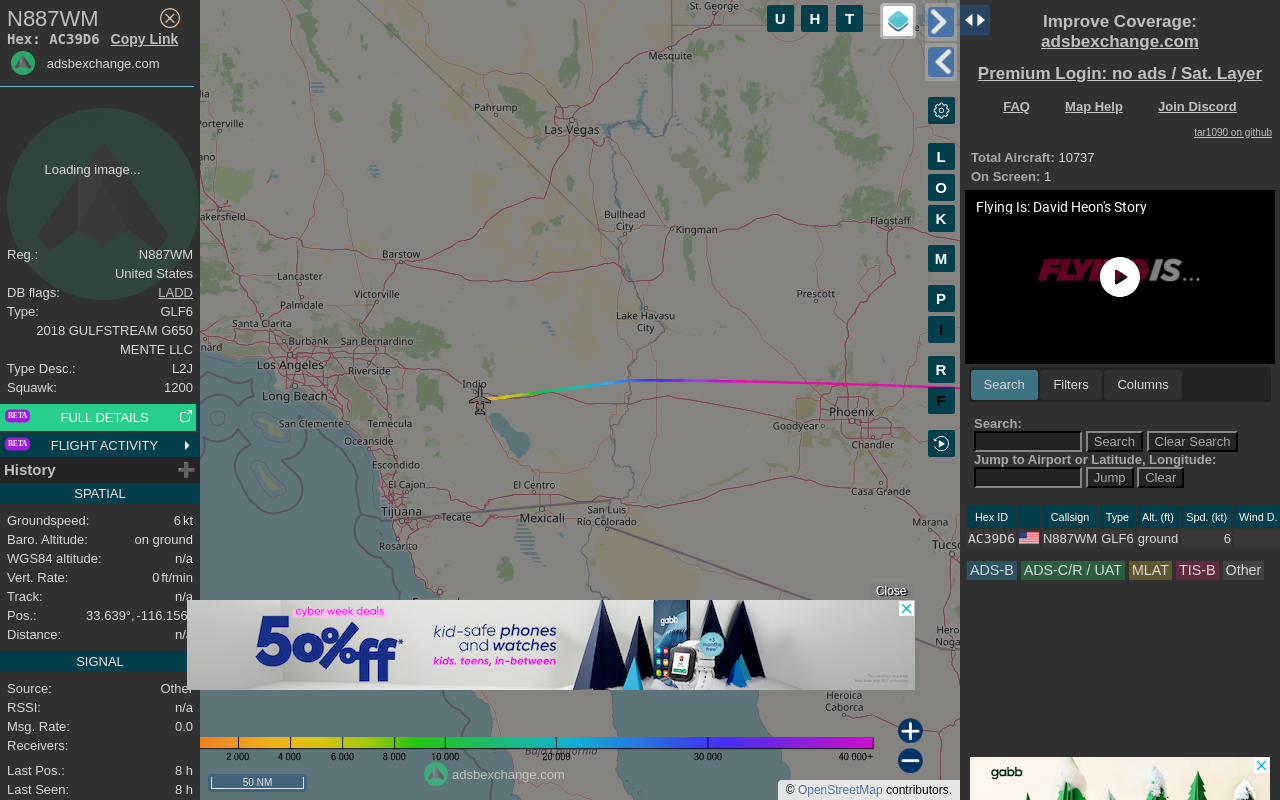 N887WM
Hex: AC39D6 Copy Link
adsbexchange.com
Loading image...
Reg.: N887WM
United States
DB flags: LADD
Type: GLF6
2018 GULFSTREAM G650
MENTE LLC
Type Desc.: L2J
Squawk: 1200
BETA FULL DETAILS
BETA FLIGHT ACTIVITY
History
SPATIAL
Groundspeed: 6 kt
Baro. Altitude: on ground
WGS84 altitude: n/a
Vert. Rate: 0 ft/min
Track: n/a
Pos.: 33.639°, -116.156
Distance: n/a
SIGNAL
Source: Other
RSSI: n/a
Msg. Rate: 0.0
Receivers:
Last Pos.: 8 h
Last Seen: 8 h
St. George
Mesquite
Pahrump
Las Vegas
Porterville
akersfield
Bullhead
City
Kingman
Flagstaff
Barstow
Lancaster
Victorville
Palmdale
Prescott
Lake Havasu
City
Santa Clarita
nard
Burbank
San Bernardino
Los Angeles
Riverside
Indio
Long Beach
Phoenix
San Clemente
Temecula
Goodyear
Chandler
Oceanside
Escondido
El Cajon
El Centro
Casa Grande
Tijuana
Tecate
Mexicali
San Luis
Río Colorado
Marana
Rosarito
Tucso
Hero
Noga
Heroica
Caborca
Baja California
U H T
L
O
K
M
P
I
R
F
Close
cyber week deals
50% off*
kid-safe phones
and watches
kids, teens, in-between
gabb
+3
months
free
2 000 4 000 6 000 8 000 10 000 20 000 30 000 40 000+
adsbexchange.com
50 NM
© OpenStreetMap contributors.
Improve Coverage:
adsbexchange.com
Premium Login: no ads / Sat. Layer
FAQ Map Help Join Discord
tar1090 on github
Total Aircraft: 10737
On Screen: 1
Flying Is: David Heon's Story
FLYING IS...
Search Filters Columns
Search:
Search Clear Search
Jump to Airport or Latitude, Longitude:
Jump Clear
Hex ID Callsign Type Alt. (ft) Spd. (kt) Wind D.
AC39D6 N887WM GLF6 ground 6
ADS-B ADS-C/R / UAT MLAT TIS-B Other
gabb